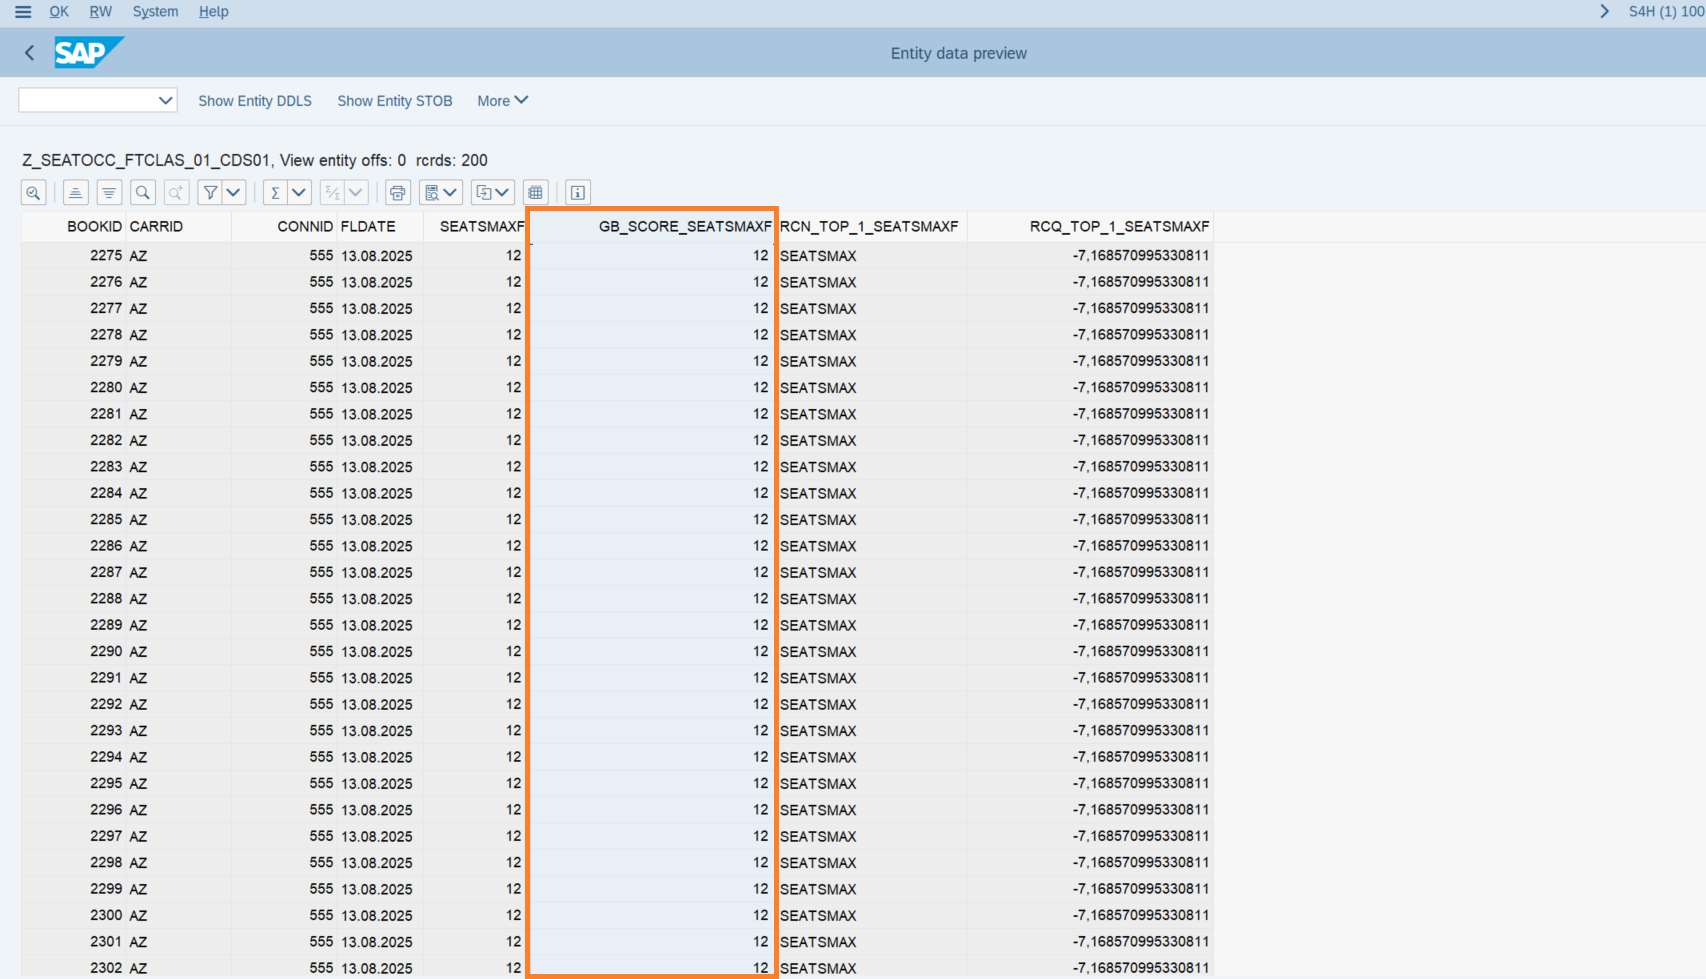 OK RW System Help S4H (1) 100
SAP Entity data preview
Show Entity DDLS Show Entity STOB More
Z_SEATOCC_FTCLAS_01_CDS01, View entity offs: 0 rcrds: 200
BOOKID CARRID CONNID FLDATE SEATSMAXF GB_SCORE_SEATSMAXF RCN_TOP_1_SEATSMAXF RCQ_TOP_1_SEATSMAXF
2275 AZ 555 13.08.2025 12 12 SEATSMAX -7,168570995330811
2276 AZ 555 13.08.2025 12 12 SEATSMAX -7,168570995330811
2277 AZ 555 13.08.2025 12 12 SEATSMAX -7,168570995330811
2278 AZ 555 13.08.2025 12 12 SEATSMAX -7,168570995330811
2279 AZ 555 13.08.2025 12 12 SEATSMAX -7,168570995330811
2280 AZ 555 13.08.2025 12 12 SEATSMAX -7,168570995330811
2281 AZ 555 13.08.2025 12 12 SEATSMAX -7,168570995330811
2282 AZ 555 13.08.2025 12 12 SEATSMAX -7,168570995330811
2283 AZ 555 13.08.2025 12 12 SEATSMAX -7,168570995330811
2284 AZ 555 13.08.2025 12 12 SEATSMAX -7,168570995330811
2285 AZ 555 13.08.2025 12 12 SEATSMAX -7,168570995330811
2286 AZ 555 13.08.2025 12 12 SEATSMAX -7,168570995330811
2287 AZ 555 13.08.2025 12 12 SEATSMAX -7,168570995330811
2288 AZ 555 13.08.2025 12 12 SEATSMAX -7,168570995330811
2289 AZ 555 13.08.2025 12 12 SEATSMAX -7,168570995330811
2290 AZ 555 13.08.2025 12 12 SEATSMAX -7,168570995330811
2291 AZ 555 13.08.2025 12 12 SEATSMAX -7,168570995330811
2292 AZ 555 13.08.2025 12 12 SEATSMAX -7,168570995330811
2293 AZ 555 13.08.2025 12 12 SEATSMAX -7,168570995330811
2294 AZ 555 13.08.2025 12 12 SEATSMAX -7,168570995330811
2295 AZ 555 13.08.2025 12 12 SEATSMAX -7,168570995330811
2296 AZ 555 13.08.2025 12 12 SEATSMAX -7,168570995330811
2297 AZ 555 13.08.2025 12 12 SEATSMAX -7,168570995330811
2298 AZ 555 13.08.2025 12 12 SEATSMAX -7,168570995330811
2299 AZ 555 13.08.2025 12 12 SEATSMAX -7,168570995330811
2300 AZ 555 13.08.2025 12 12 SEATSMAX -7,168570995330811
2301 AZ 555 13.08.2025 12 12 SEATSMAX -7,168570995330811
2302 AZ 555 13.08.2025 12 12 SEATSMAX -7,168570995330811